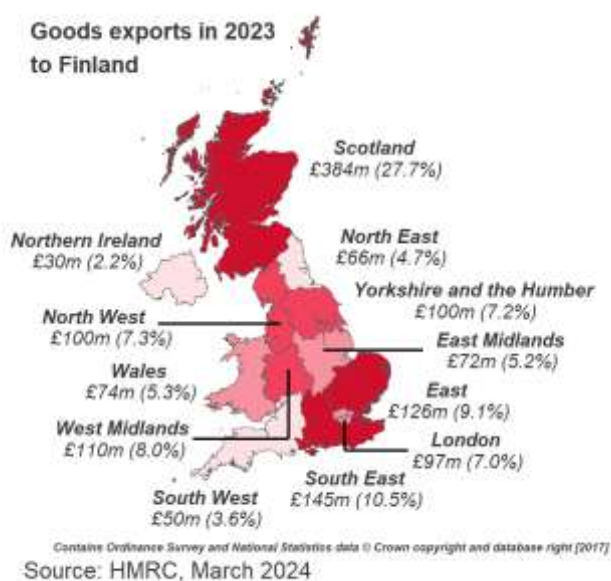 Goods exports in 2023
to Finland
Scotland
£384m (27.7%)
Northern Ireland
£30m (2.2%)
North East
£66m (4.7%)
Yorkshire and the Humber
£100m (7.2%)
North West
£100m (7.3%)
East Midlands
£72m (5.2%)
Wales
£74m (5.3%)
East
£126m (9.1%)
West Midlands
£110m (8.0%)
London
£97m (7.0%)
South West
£50m (3.6%)
South East
£145m (10.5%)
Contains Ordinance Survey and National Statistics data © Crown copyright and database right [2017]
Source: HMRC, March 2024